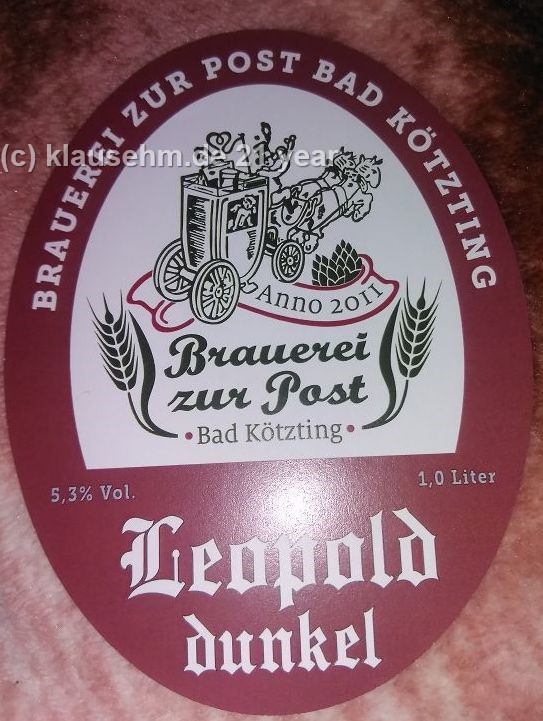 BRAUEREI ZUR POST BAD KÖTZTING
(c) klausehm.de year
Anno 2011
Brauerei
zur Post
• Bad Kötzting •
5,3% Vol.
1,0 Liter
Leopold
dunkel